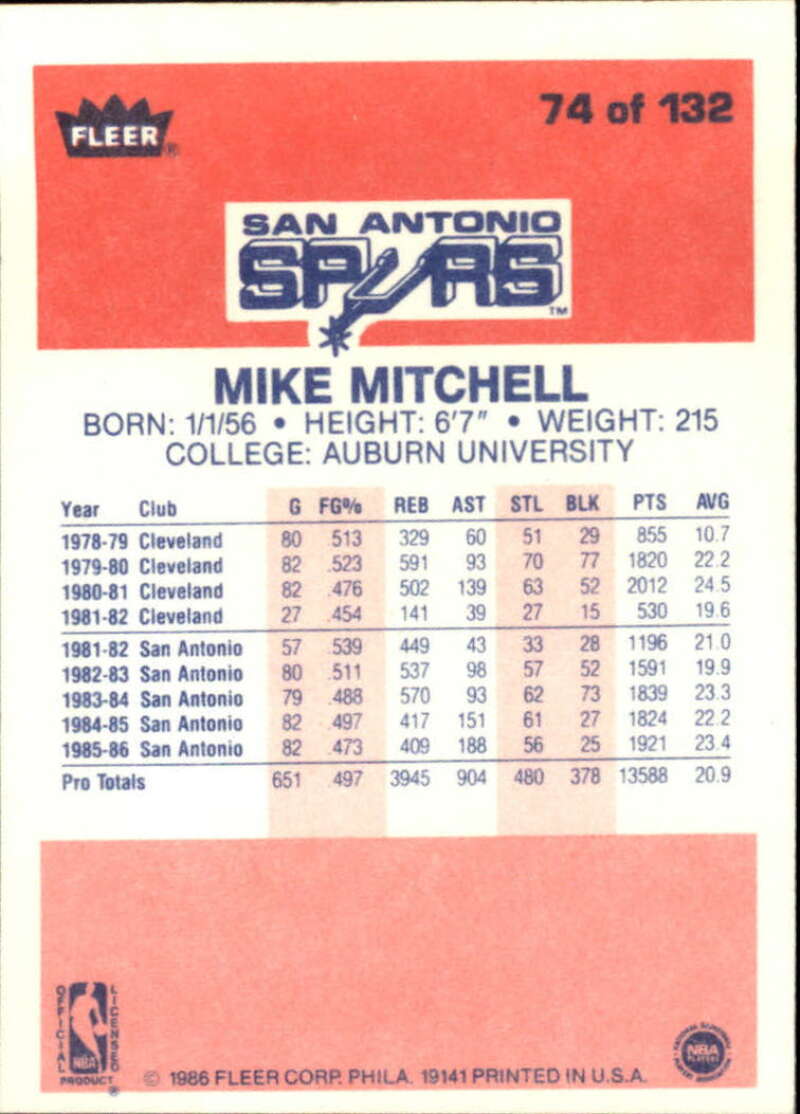 FLEER®
74 of 132
SAN ANTONIO
SPURS
TM
MIKE MITCHELL
BORN: 1/1/56 • HEIGHT: 6'7" • WEIGHT: 215
COLLEGE: AUBURN UNIVERSITY
Year Club G FG% REB AST STL BLK PTS AVG
1978-79 Cleveland 80 .513 329 60 51 29 855 10.7
1979-80 Cleveland 82 .523 591 93 70 77 1820 22.2
1980-81 Cleveland 82 .476 502 139 63 52 2012 24.5
1981-82 Cleveland 27 .454 141 39 27 15 530 19.6
1981-82 San Antonio 57 .539 449 43 33 28 1196 21.0
1982-83 San Antonio 80 .511 537 98 57 52 1591 19.9
1983-84 San Antonio 79 .488 570 93 62 73 1839 23.3
1984-85 San Antonio 82 .497 417 151 61 27 1824 22.2
1985-86 San Antonio 82 .473 409 188 56 25 1921 23.4
Pro Totals 651 .497 3945 904 480 378 13588 20.9
OFFICIAL
LICENSED
NBA
PRODUCT ®
© 1986 FLEER CORP. PHILA. 19141 PRINTED IN U.S.A.
NBA
PLAYERS